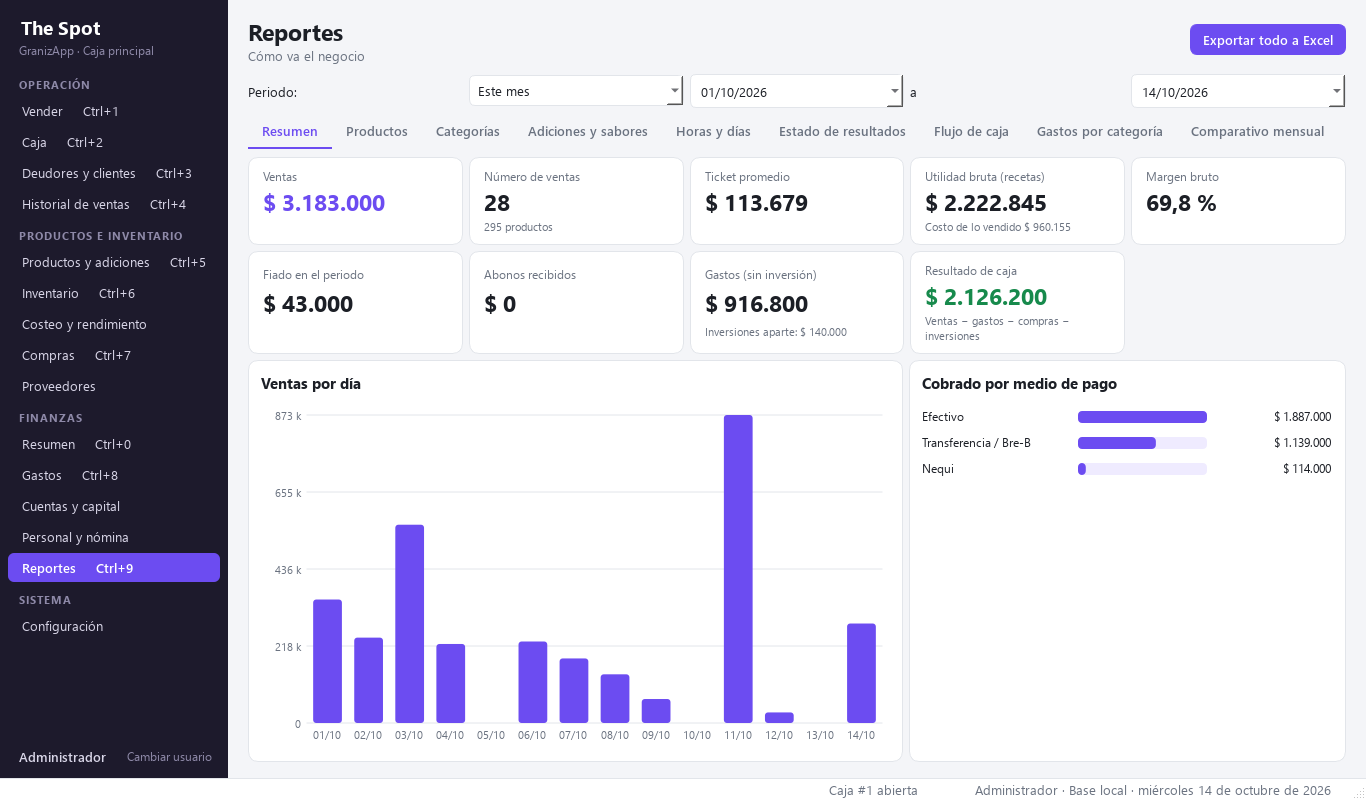 The Spot
GranizApp · Caja principal
OPERACIÓN
Vender Ctrl+1
Caja Ctrl+2
Deudores y clientes Ctrl+3
Historial de ventas Ctrl+4
PRODUCTOS E INVENTARIO
Productos y adiciones Ctrl+5
Inventario Ctrl+6
Costeo y rendimiento
Compras Ctrl+7
Proveedores
FINANZAS
Resumen Ctrl+0
Gastos Ctrl+8
Cuentas y capital
Personal y nómina
Reportes Ctrl+9
SISTEMA
Configuración
Administrador Cambiar usuario
Reportes
Cómo va el negocio
Exportar todo a Excel
Periodo: Este mes 01/10/2026 a 14/10/2026
Resumen Productos Categorías Adiciones y sabores Horas y días Estado de resultados Flujo de caja Gastos por categoría Comparativo mensual
Ventas
$ 3.183.000
Número de ventas
28
295 productos
Ticket promedio
$ 113.679
Utilidad bruta (recetas)
$ 2.222.845
Costo de lo vendido $ 960.155
Margen bruto
69,8 %
Fiado en el periodo
$ 43.000
Abonos recibidos
$ 0
Gastos (sin inversión)
$ 916.800
Inversiones aparte: $ 140.000
Resultado de caja
$ 2.126.200
Ventas − gastos − compras −
inversiones
Ventas por día
873 k
655 k
436 k
218 k
0
01/10 02/10 03/10 04/10 05/10 06/10 07/10 08/10 09/10 10/10 11/10 12/10 13/10 14/10
Cobrado por medio de pago
Efectivo $ 1.887.000
Transferencia / Bre-B $ 1.139.000
Nequi $ 114.000
Caja #1 abierta Administrador · Base local · miércoles 14 de octubre de 2026